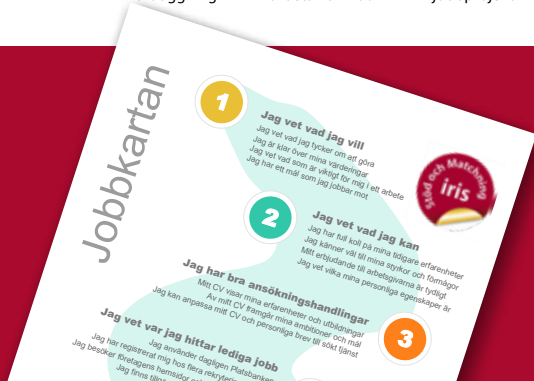 Jobbkartan
1
Jag vet vad jag vill
Jag vet vad jag tycker om att göra
Jag är klar över mina värderingar
Jag vet vad som är viktigt för mig i ett arbete
Jag har ett mål som jag jobbar mot
Stöd och Matchning
iris
2
Jag vet vad jag kan
Jag har full koll på mina tidigare erfarenheter
Jag känner väl till mina styrkor och förmågor
Mitt erbjudande till arbetsgivarna är tydligt
Jag vet vilka mina personliga egenskaper är
3
Jag har bra ansökningshandlingar
Mitt CV visar mina erfarenheter och utbildningar
Av mitt CV framgår mina ambitioner och mål
Jag kan anpassa mitt CV och personliga brev till sökt tjänst
Jag vet var jag hittar lediga jobb
Jag använder dagligen Platsbanken
Jag har registrerat mig hos flera
Jag besöker företagens hemsidor
Jag finns